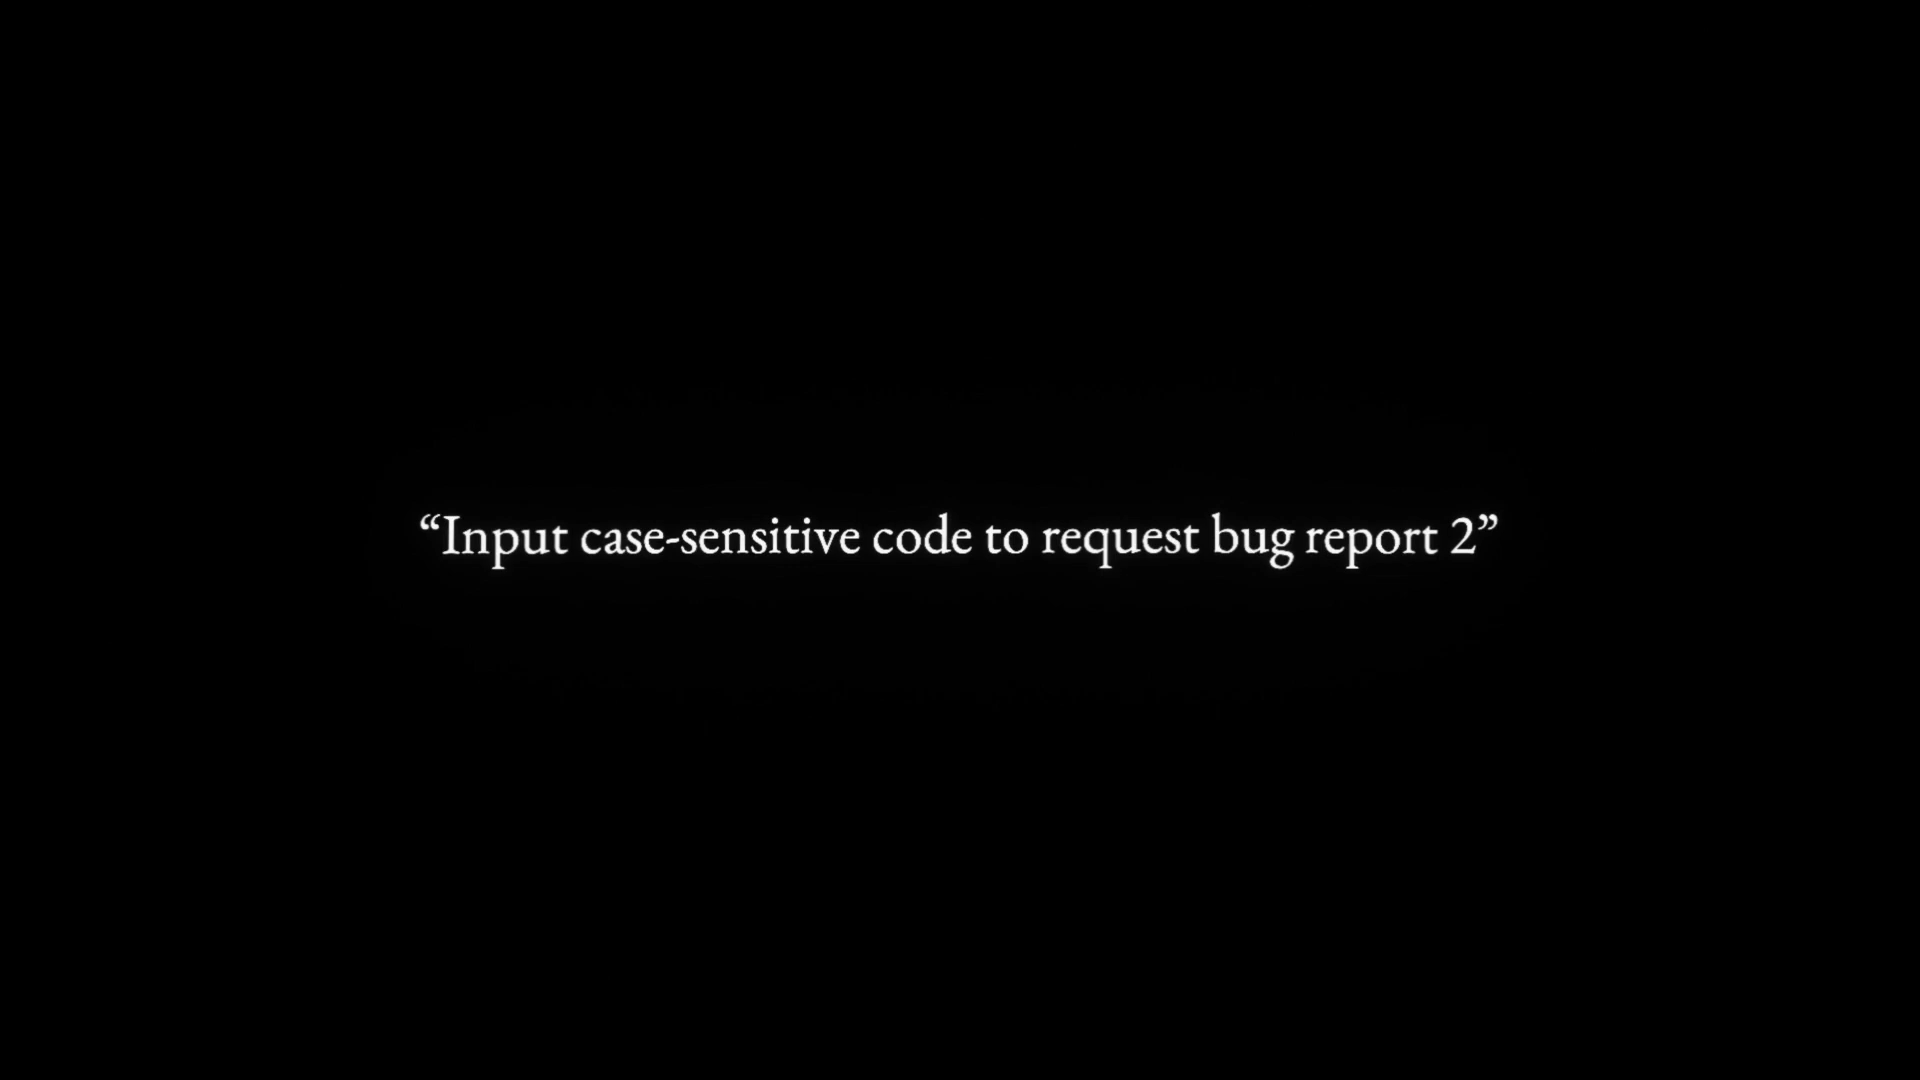 “Input case-sensitive code to request bug report 2”